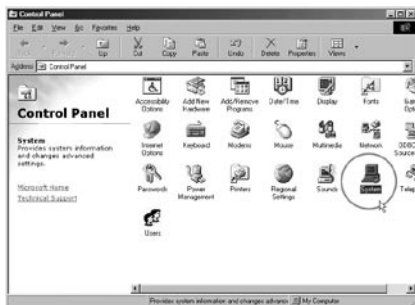 Control Panel
File Edit View Go Favorites Help
Up Cut Copy Paste Undo Delete Properties Views
Address Control Panel
Control Panel
System
Provides system information
and changes advanced
settings.
Microsoft Home
Technical Support
Accessibility Options
Add New Hardware
Add/Remove Programs
Date/Time
Display
Fonts
Internet Options
Keyboard
Modems
Mouse
Multimedia
Network
Passwords
Power Management
Printers
Regional Settings
Sounds
System
Users
Provides system information and changes advanc
My Computer